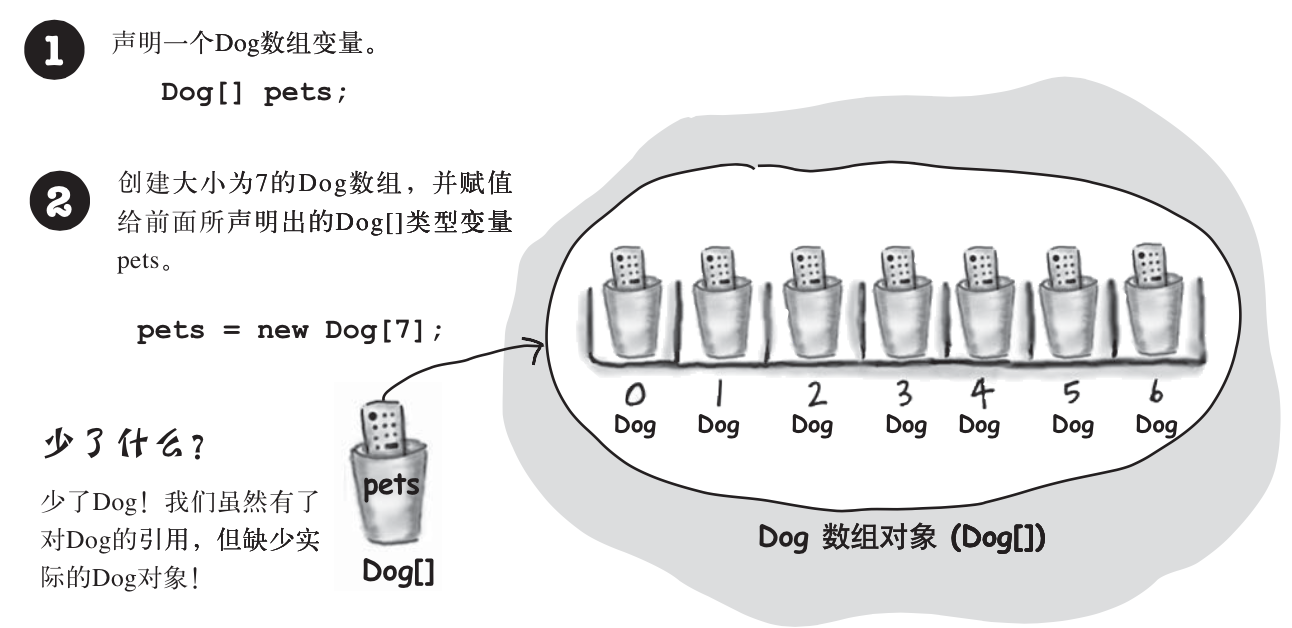 1
声明一个Dog数组变量。
Dog[] pets;
2
创建大小为7的Dog数组，并赋值
给前面所声明出的Dog[]类型变量
pets。
pets = new Dog[7];
少了什么？
少了Dog！我们虽然有了
对Dog的引用，但缺少实
际的Dog对象！
pets
Dog[]
0 1 2 3 4 5 6
Dog Dog Dog Dog Dog Dog Dog
Dog 数组对象 (Dog[])